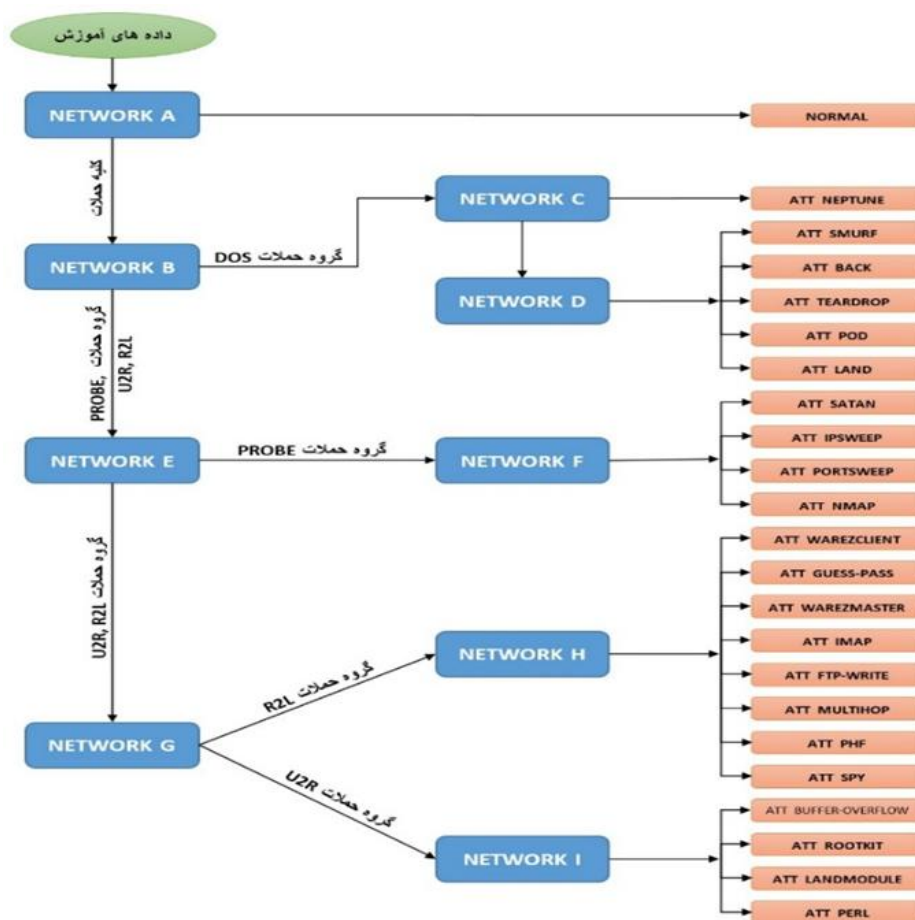 داده های آموزش
NETWORK A
NORMAL
کلیه حملات
NETWORK B
گروه حملات DOS
NETWORK C
ATT NEPTUNE
NETWORK D
ATT SMURF
ATT BACK
ATT TEARDROP
ATT POD
ATT LAND
گروه حملات PROBE,
U2R, R2L
NETWORK E
گروه حملات PROBE
NETWORK F
ATT SATAN
ATT IPSWEEP
ATT PORTSWEEP
ATT NMAP
گروه حملات U2R, R2L
NETWORK G
گروه حملات R2L
NETWORK H
ATT WAREZCLIENT
ATT GUESS-PASS
ATT WAREZMASTER
ATT IMAP
ATT FTP-WRITE
ATT MULTIHOP
ATT PHF
ATT SPY
گروه حملات U2R
NETWORK I
ATT BUFFER-OVERFLOW
ATT ROOTKIT
ATT LANDMODULE
ATT PERL